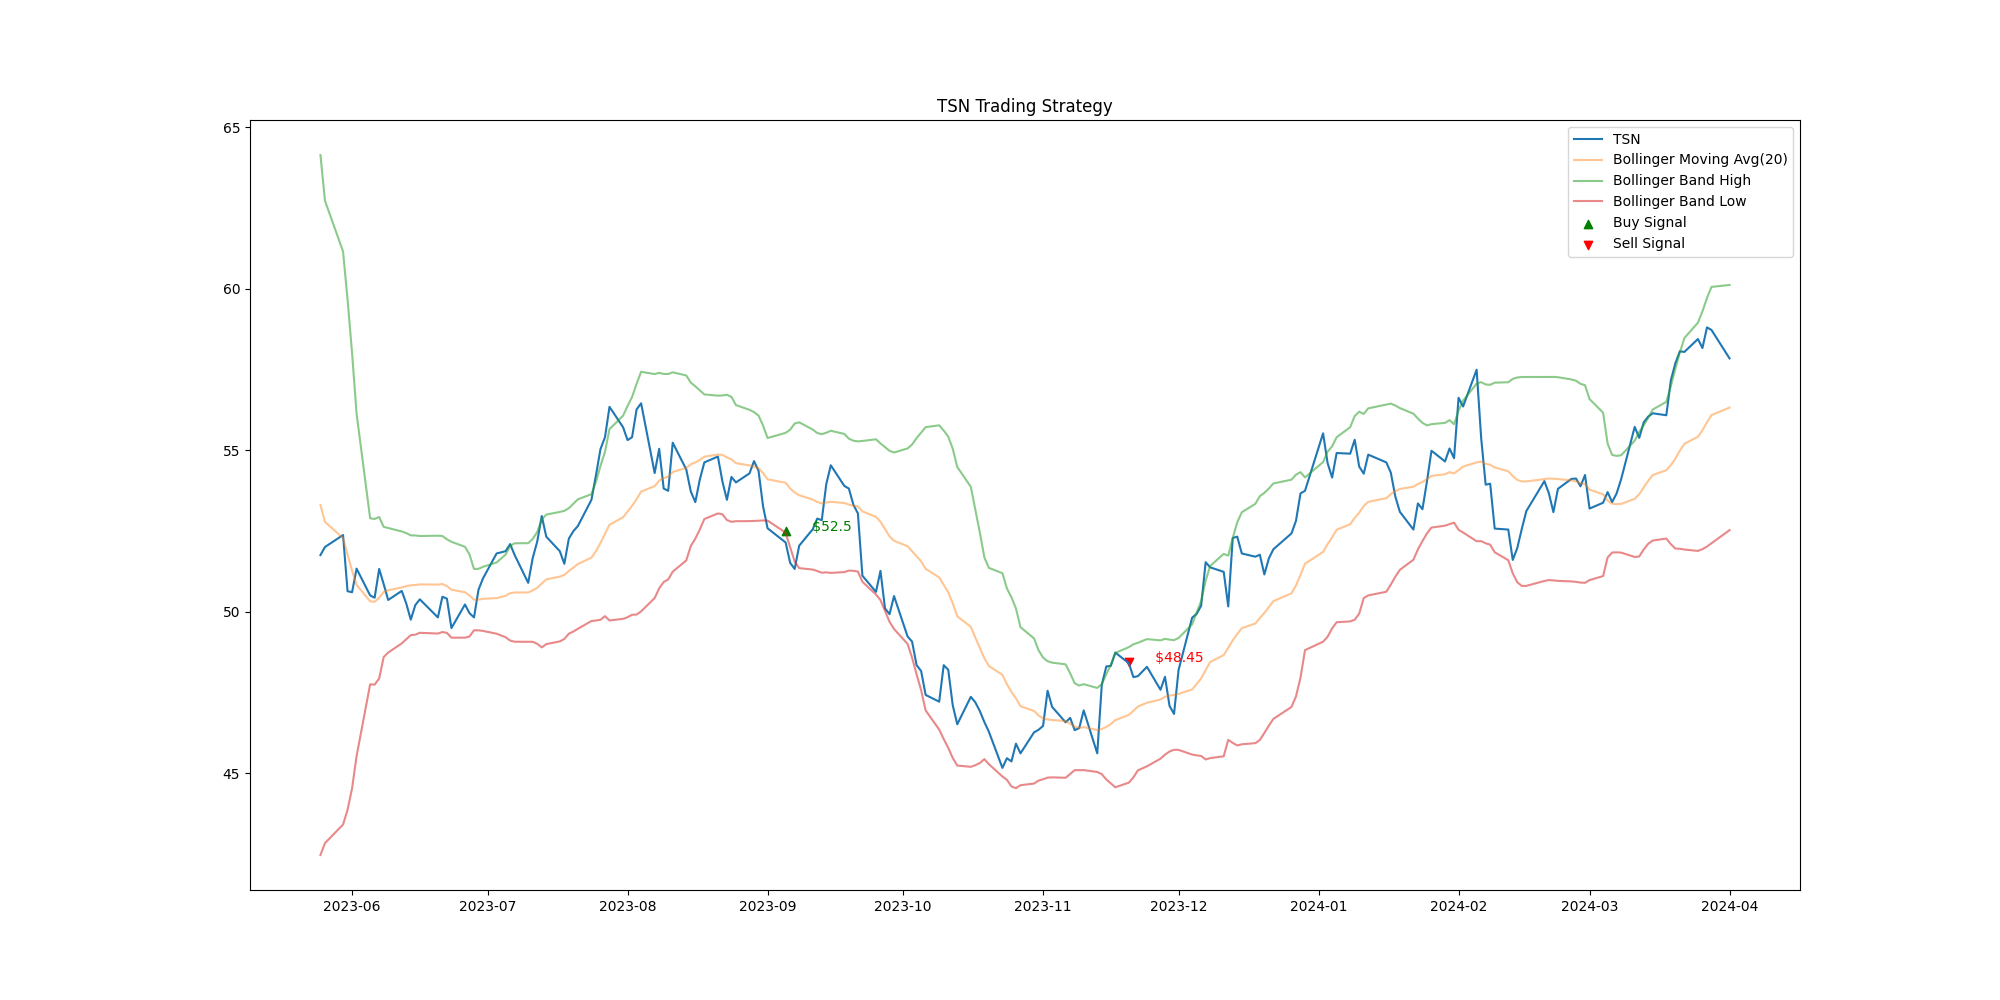 TSN Trading Strategy
65
60
55
50
45
TSN
Bollinger Moving Avg(20)
Bollinger Band High
Bollinger Band Low
Buy Signal
Sell Signal
$52.5
$48.45
2023-06
2023-07
2023-08
2023-09
2023-10
2023-11
2023-12
2024-01
2024-02
2024-03
2024-04